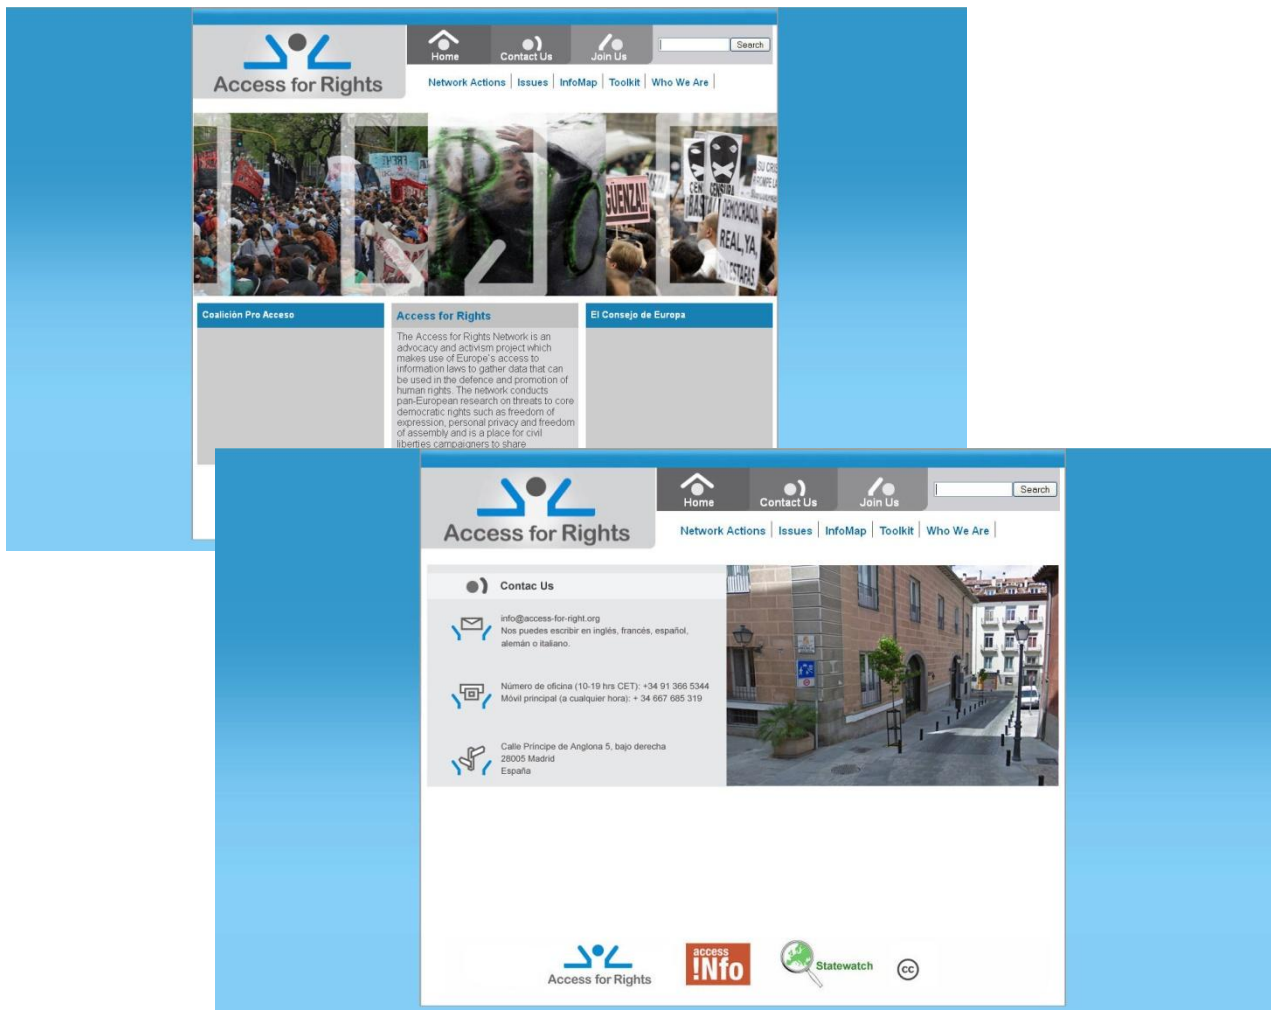 Access for Rights
Home
Contact Us
Join Us
Search
Network Actions | Issues | InfoMap | Toolkit | Who We Are |
GÜENZA!!
CENSURA
DEMOCRACIA
REAL, YA,
ESTAFAS
Coalición Pro Acceso
Access for Rights
The Access for Rights Network is an
advocacy and activism project which
makes use of Europe's access to
information laws to gather data that can
be used in the defence and promotion of
human rights. The network conducts
pan-European research on threats to core
democratic rights such as freedom of
expression, personal privacy and freedom
of assembly and is a place for civil
liberties campaigners to share
El Consejo de Europa
Access for Rights
Home
Contact Us
Join Us
Search
Network Actions | Issues | InfoMap | Toolkit | Who We Are |
Contac Us
info@access-for-right.org
Nos puedes escribir en inglés, francés, español,
alemán o italiano.
Número de oficina (10-19 hrs CET): +34 91 366 5344
Móvil principal (a cualquier hora): + 34 667 685 319
Calle Príncipe de Anglona 5, bajo derecha
28005 Madrid
España
Access for Rights
access
!Nfo
Statewatch
cc